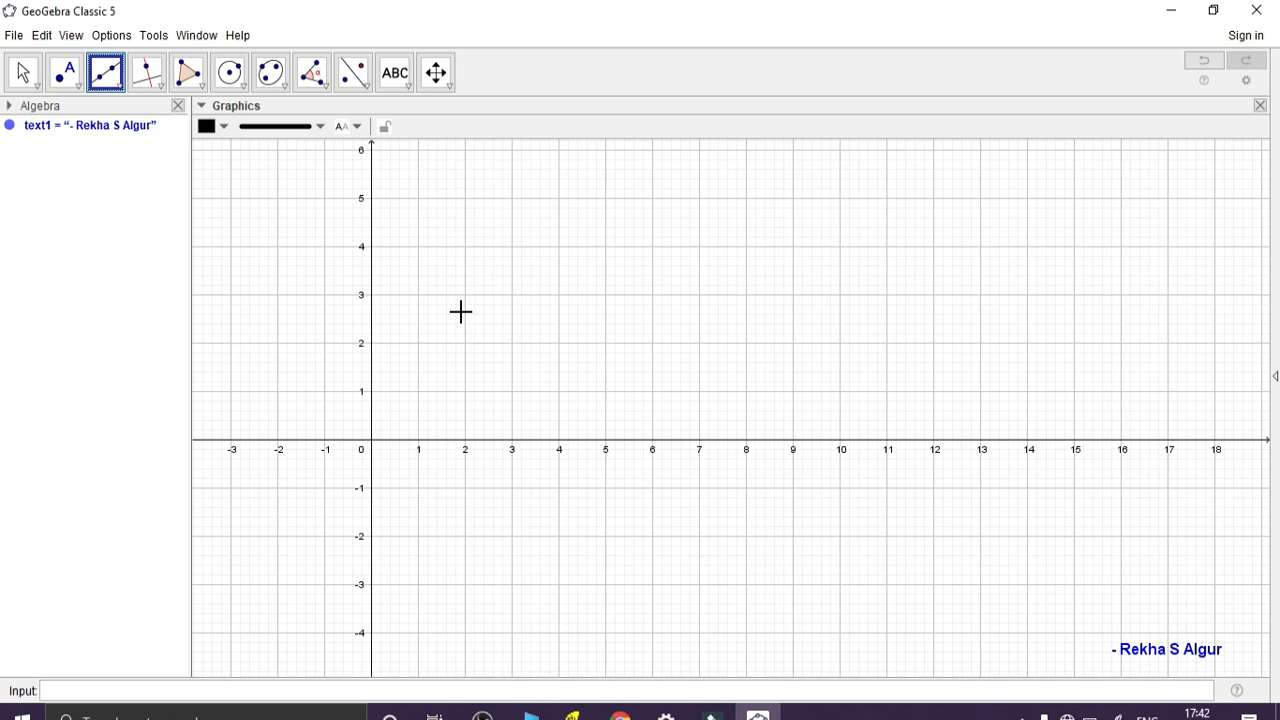 GeoGebra Classic 5
File Edit View Options Tools Window Help
Sign in
A
α
ABC
Algebra
Graphics
text1 = “- Rekha S Algur”
AA
6
5
4
3
2
1
-3 -2 -1 0 1 2 3 4 5 6 7 8 9 10 11 12 13 14 15 16 17 18
-1
-2
-3
-4
- Rekha S Algur
Input:
17:42